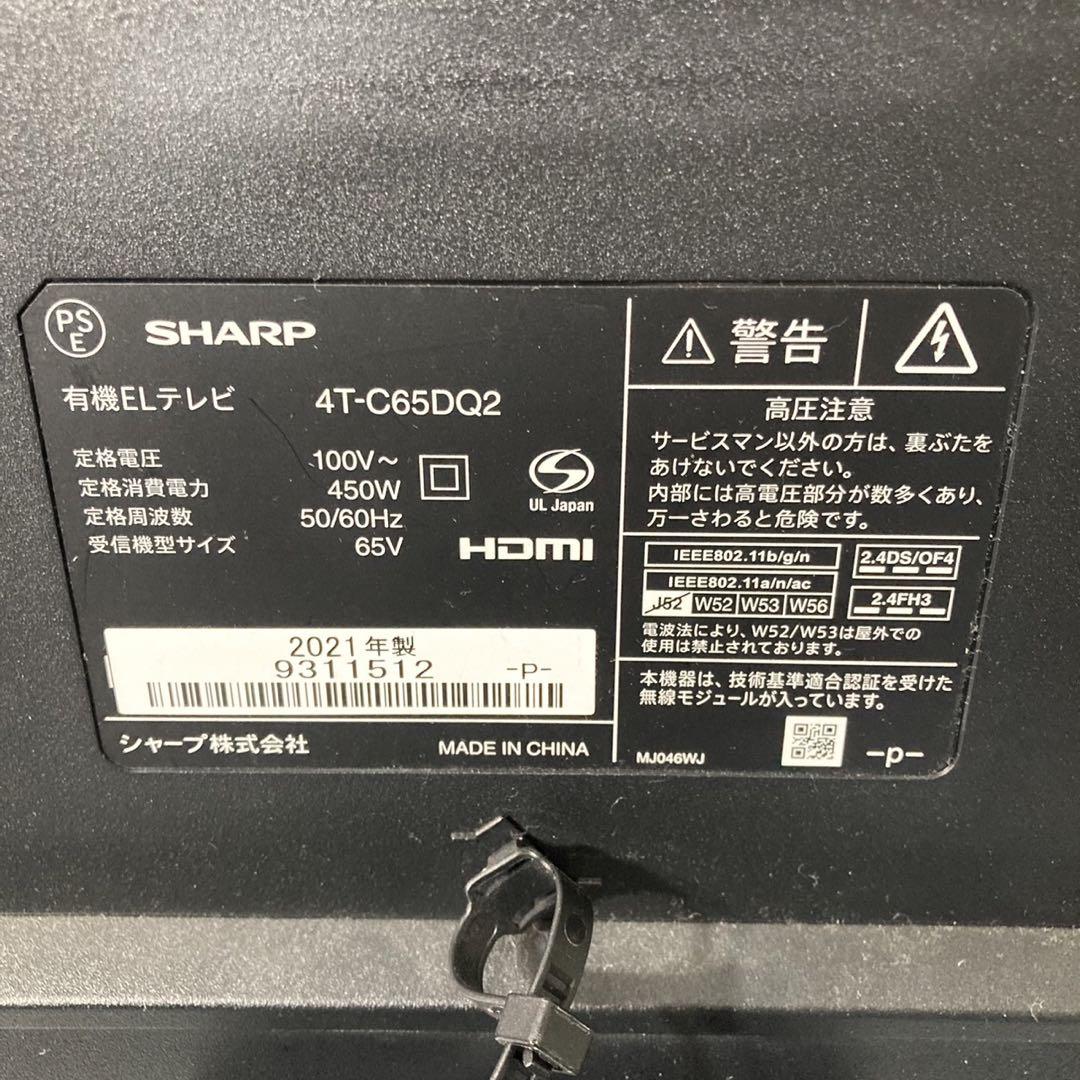 PS
E
SHARP
有機ELテレビ 4T-C65DQ2
定格電圧 100V～
定格消費電力 450W
定格周波数 50/60Hz
受信機型サイズ 65V
UL Japan
HDMI
2021年製
9311512 -P-
シャープ株式会社 MADE IN CHINA
警告
高圧注意
サービスマン以外の方は、裏ぶたを
あけないでください。
内部には高電圧部分が数多くあり、
万一さわると危険です。
IEEE802.11b/g/n
IEEE802.11a/n/ac
J52 W52 W53 W56
2.4DS/OF4
2.4FH3
電波法により、W52/W53は屋外での
使用は禁止されております。
本機器は、技術基準適合認証を受けた
無線モジュールが入っています。
MJ046WJ -p-